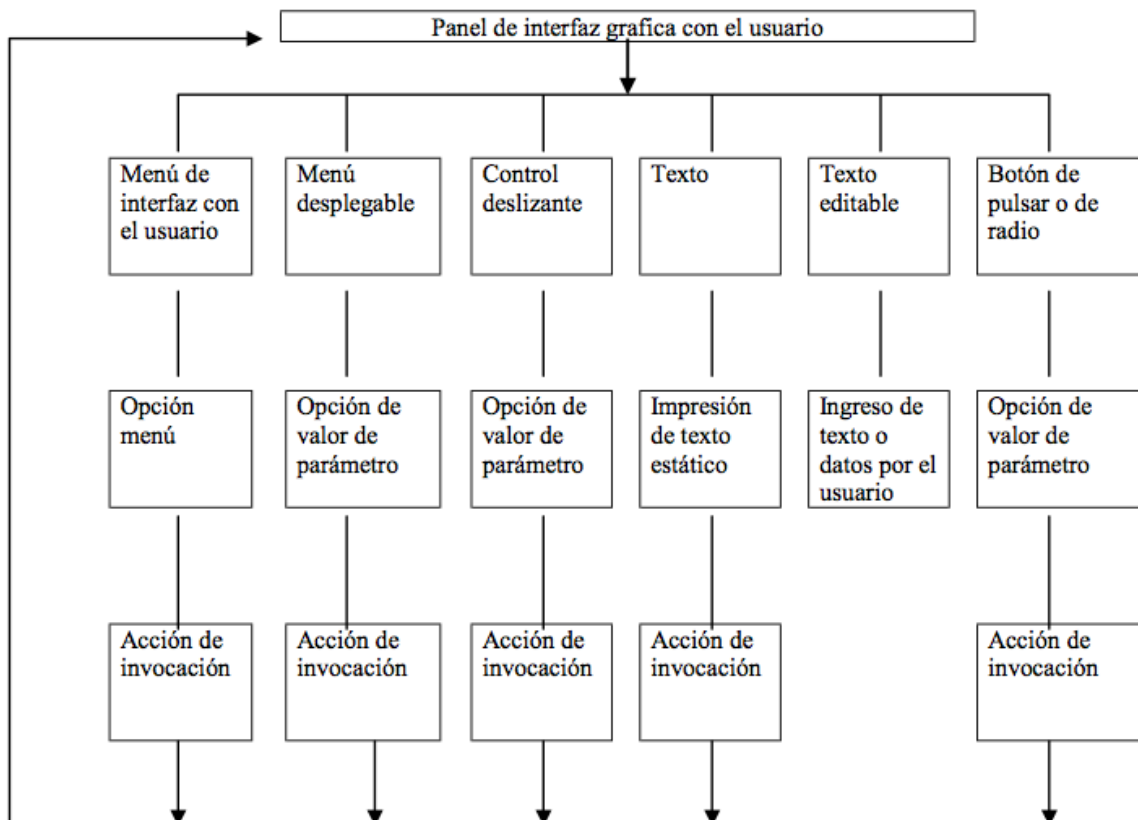 Panel de interfaz grafica con el usuario
Menú de
interfaz con
el usuario
Menú
desplegable
Control
deslizante
Texto
Texto
editable
Botón de
pulsar o de
radio
Opción
menú
Opción de
valor de
parámetro
Opción de
valor de
parámetro
Impresión
de texto
estático
Ingreso de
texto o
datos por el
usuario
Opción de
valor de
parámetro
Acción de
invocación
Acción de
invocación
Acción de
invocación
Acción de
invocación
Acción de
invocación